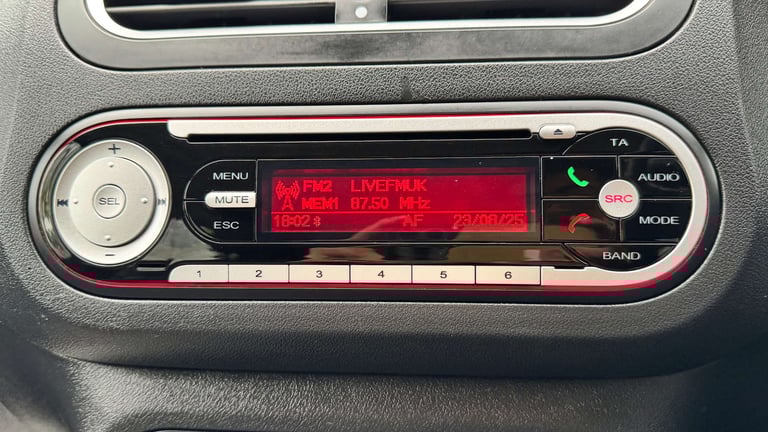 TA
MENU
AUDIO
FM2 LIVEFMUK
MUTE
SEL
SRC
MEM1 87.50 MHz
ESC
18:02 AF 23/08/25
MODE
BAND
1 2 3 4 5 6